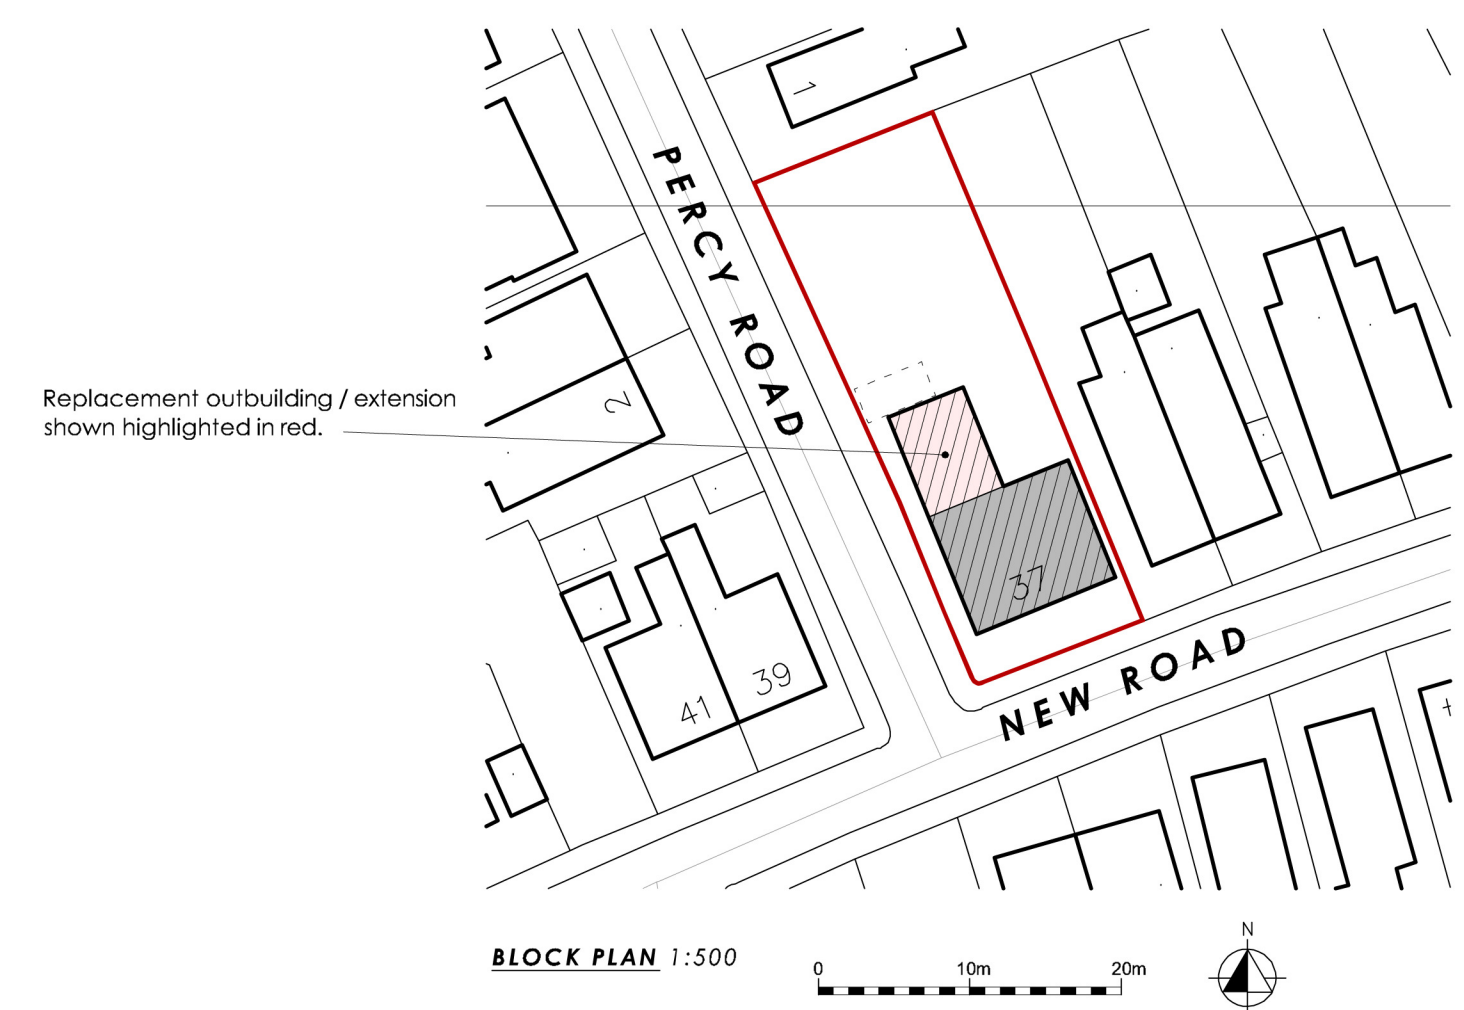 1
PERCY ROAD
Replacement outbuilding / extension
shown highlighted in red.
2
37
39
41
NEW ROAD
BLOCK PLAN 1:500
0 10m 20m
N